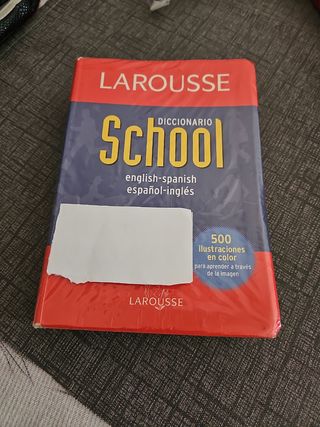 LAROUSSE
DICCIONARIO
School
english-spanish
español-inglés
500
ilustraciones
en color
para aprender a través
de la imagen
LAROUSSE